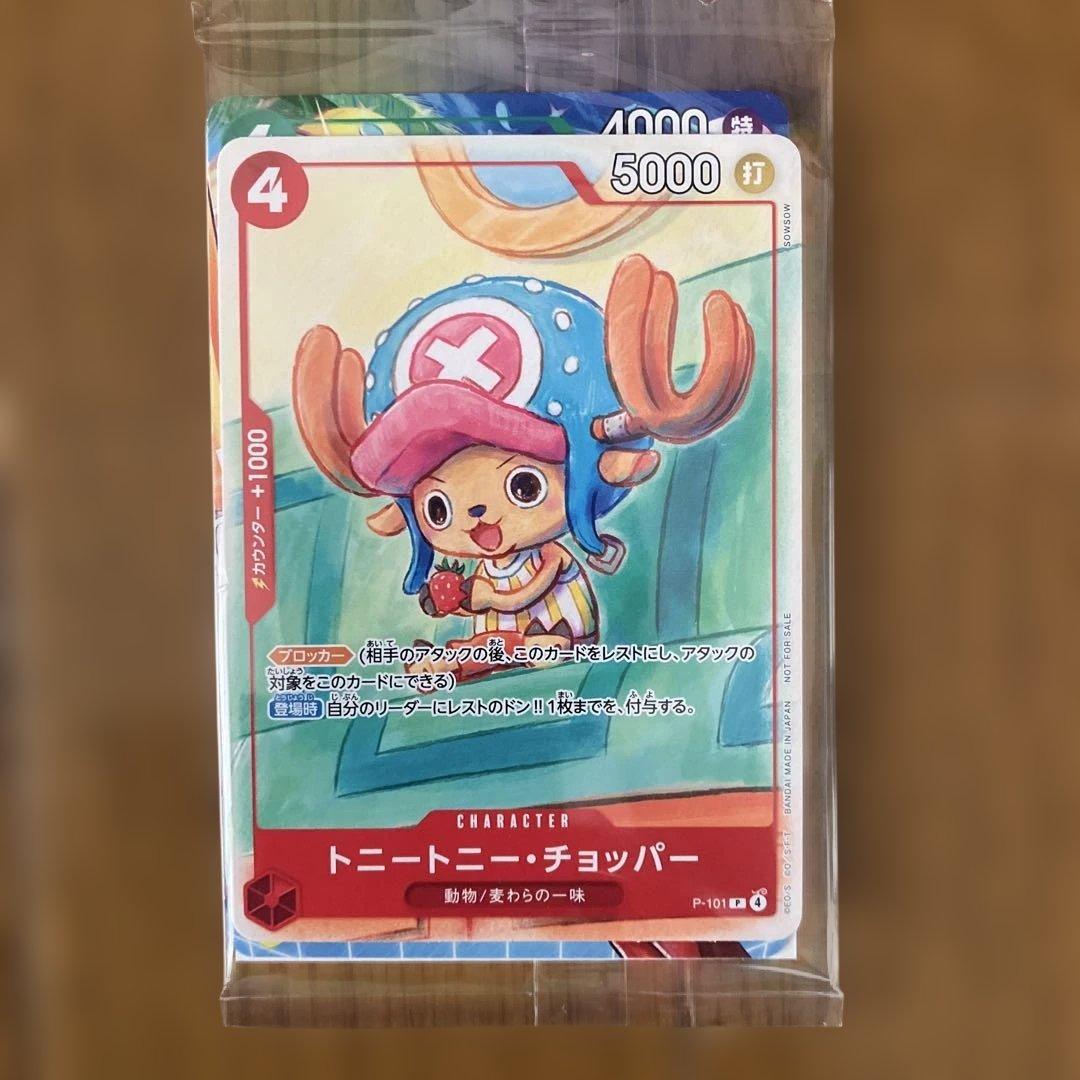 4000 特
4
5000 打
SOWSOW
⚡カウンター +1000
ブロッカー (相手のアタックの後、このカードをレストにし、アタックの
対象をこのカードにできる)
登場時 自分のリーダーにレストのドン!!1枚までを、付与する。
CHARACTER
トニートニー・チョッパー
動物/麦わらの一味
P-101 P 4
©EO/S ©O/S・F・T BANDAI MADE IN JAPAN NOT FOR SALE